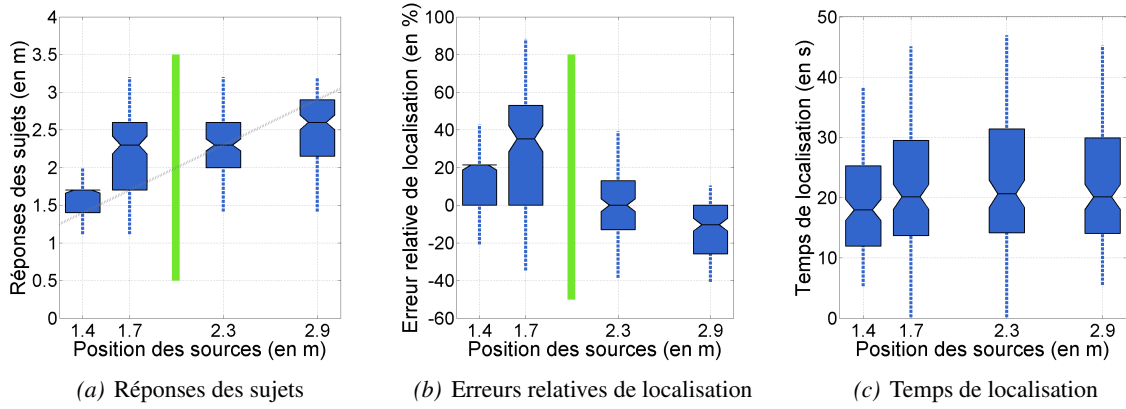 Réponses des sujets (en m)
4
3.5
3
2.5
2
1.5
1
0.5
0
1.4 1.7 2.3 2.9
Position des sources (en m)
(a) Réponses des sujets
Erreur relative de localisation (en %)
100
80
60
40
20
0
-20
-40
-60
1.4 1.7 2.3 2.9
Position des sources (en m)
(b) Erreurs relatives de localisation
Temps de localisation (en s)
50
40
30
20
10
0
1.4 1.7 2.3 2.9
Position des sources (en m)
(c) Temps de localisation